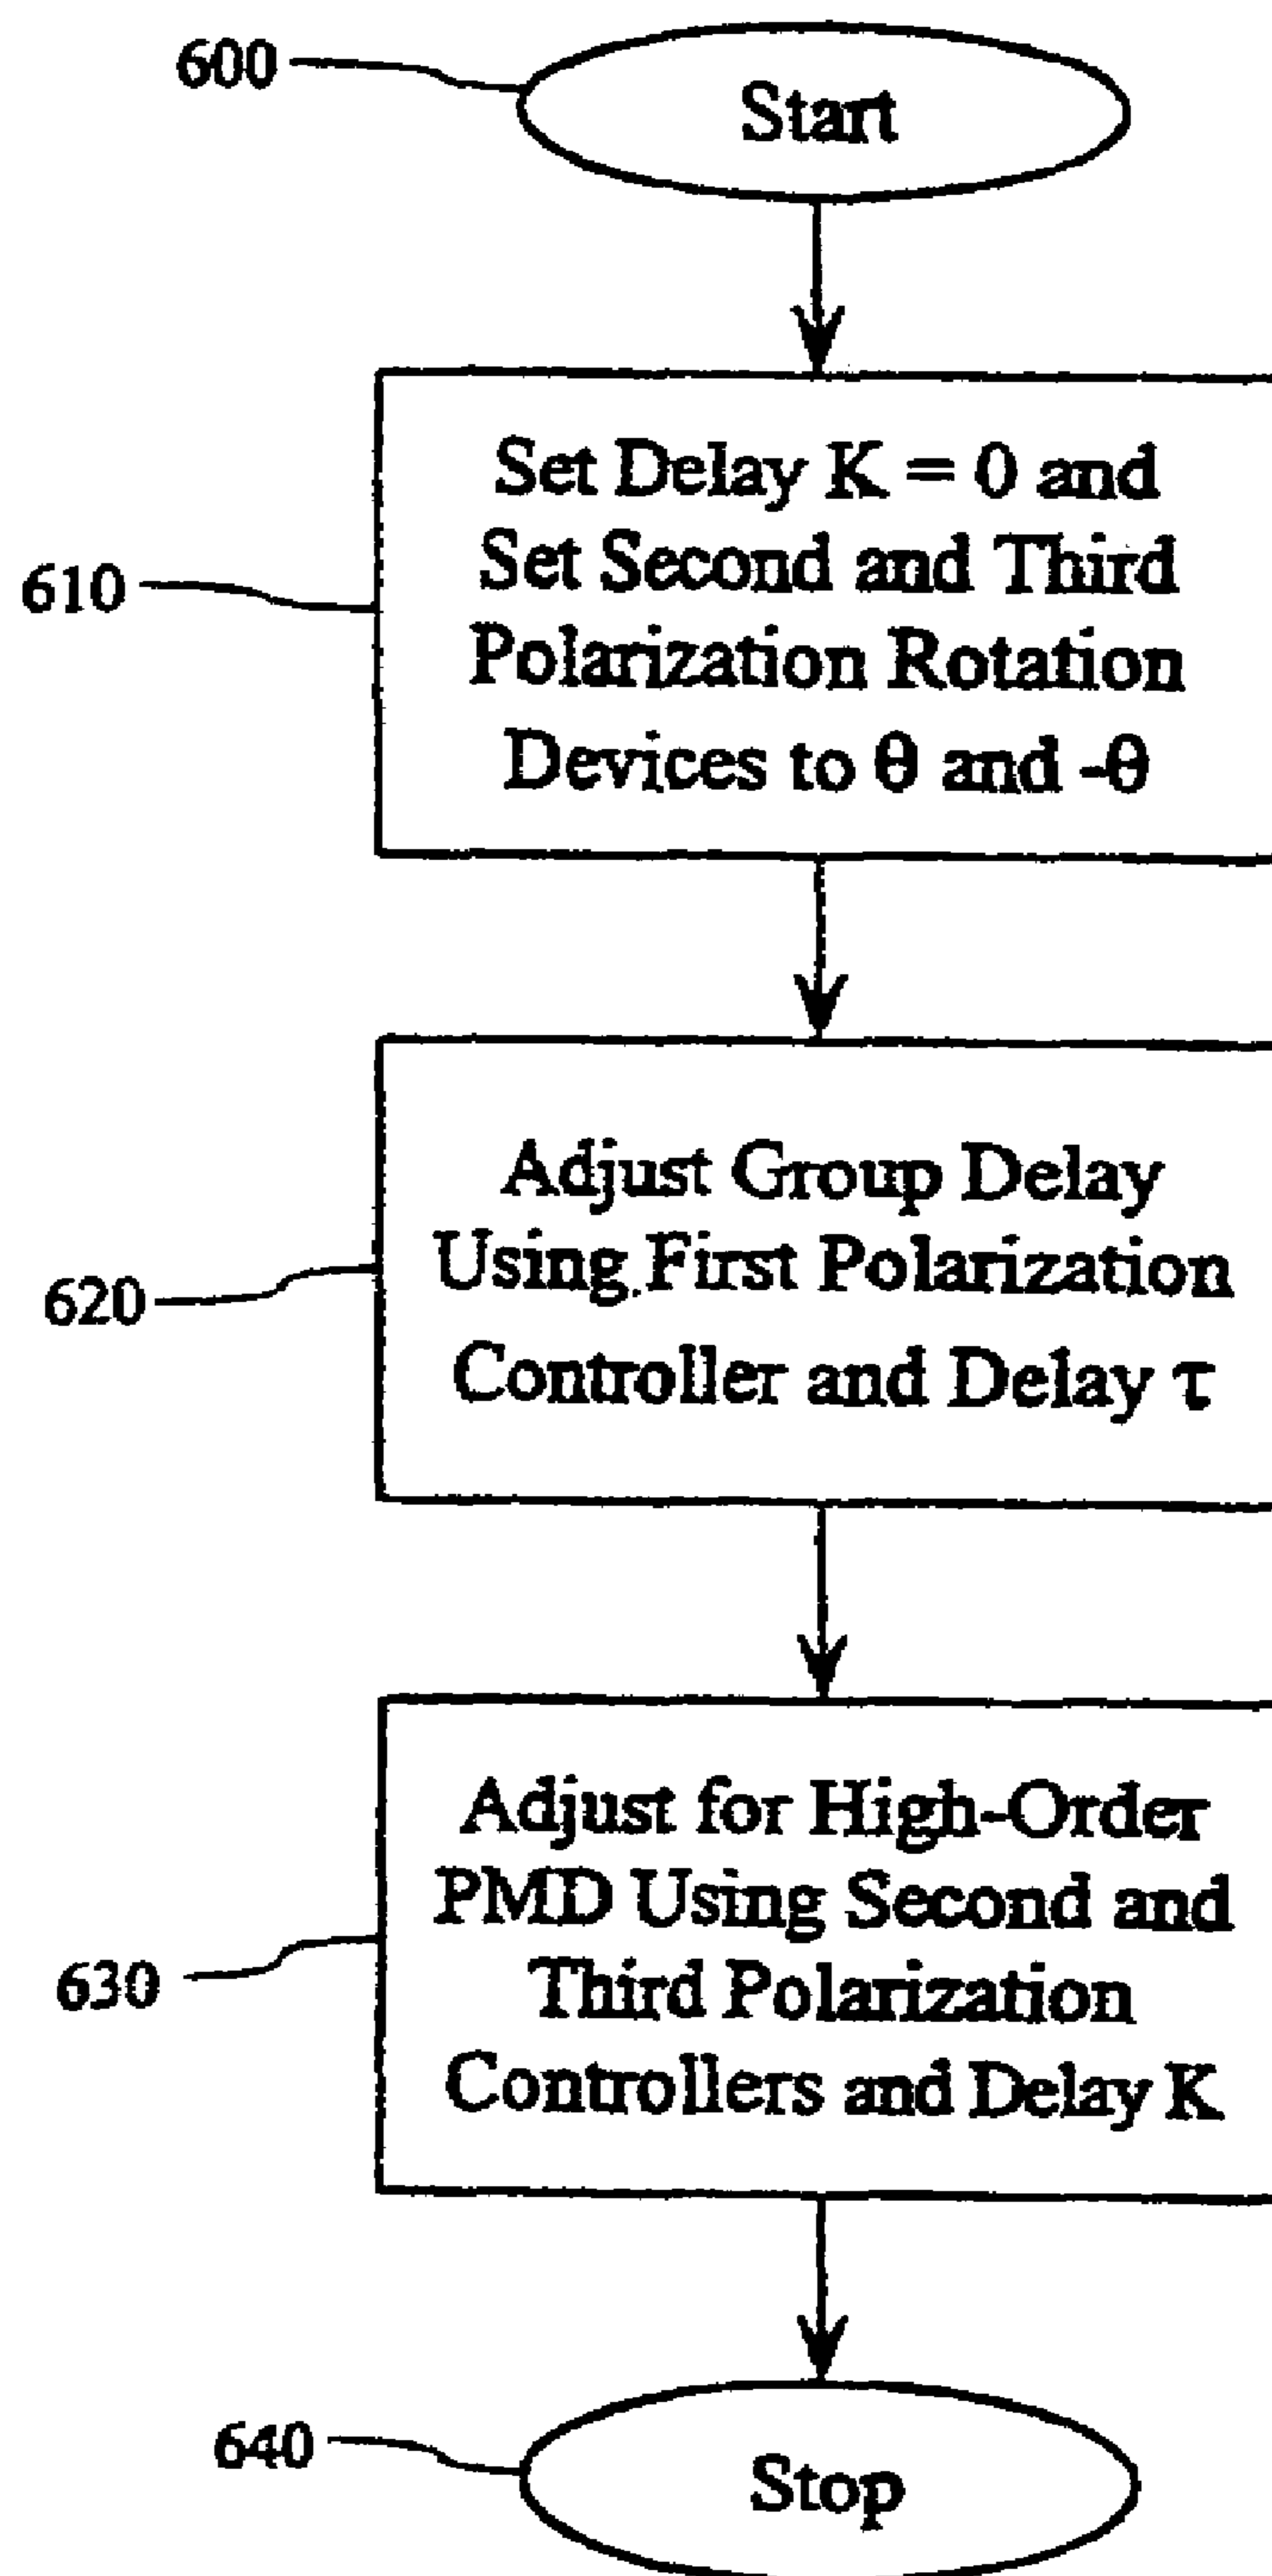 600
Start
610
Set Delay K = 0 and
Set Second and Third
Polarization Rotation
Devices to θ and -θ
620
Adjust Group Delay
Using First Polarization
Controller and Delay τ
630
Adjust for High-Order
PMD Using Second and
Third Polarization
Controllers and Delay K
640
Stop